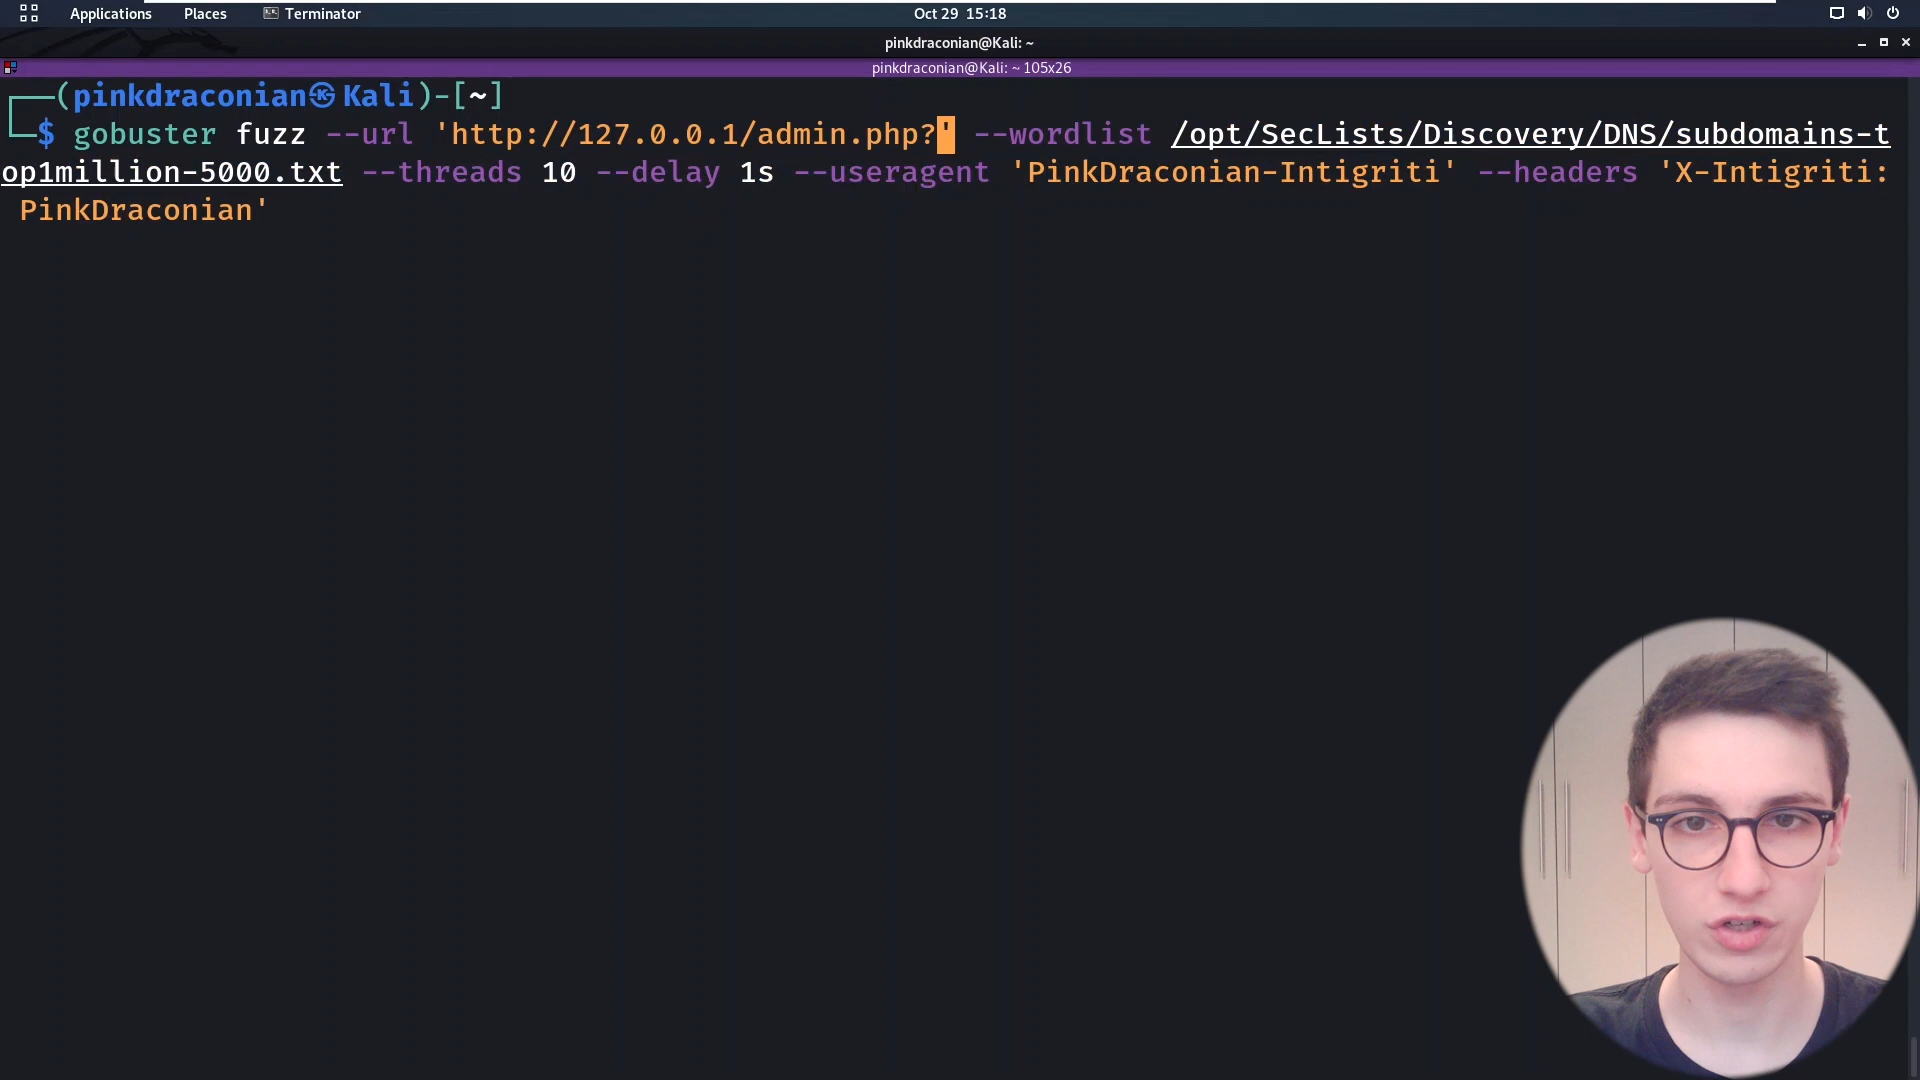 Applications Places Terminator Oct 29 15:18
pinkdraconian@Kali: ~
pinkdraconian@Kali: ~ 105x26
(pinkdraconian㉿Kali)-[~]
$ gobuster fuzz --url 'http://127.0.0.1/admin.php?' --wordlist /opt/SecLists/Discovery/DNS/subdomains-t
op1million-5000.txt --threads 10 --delay 1s --useragent 'PinkDraconian-Intigriti' --headers 'X-Intigriti:
PinkDraconian'